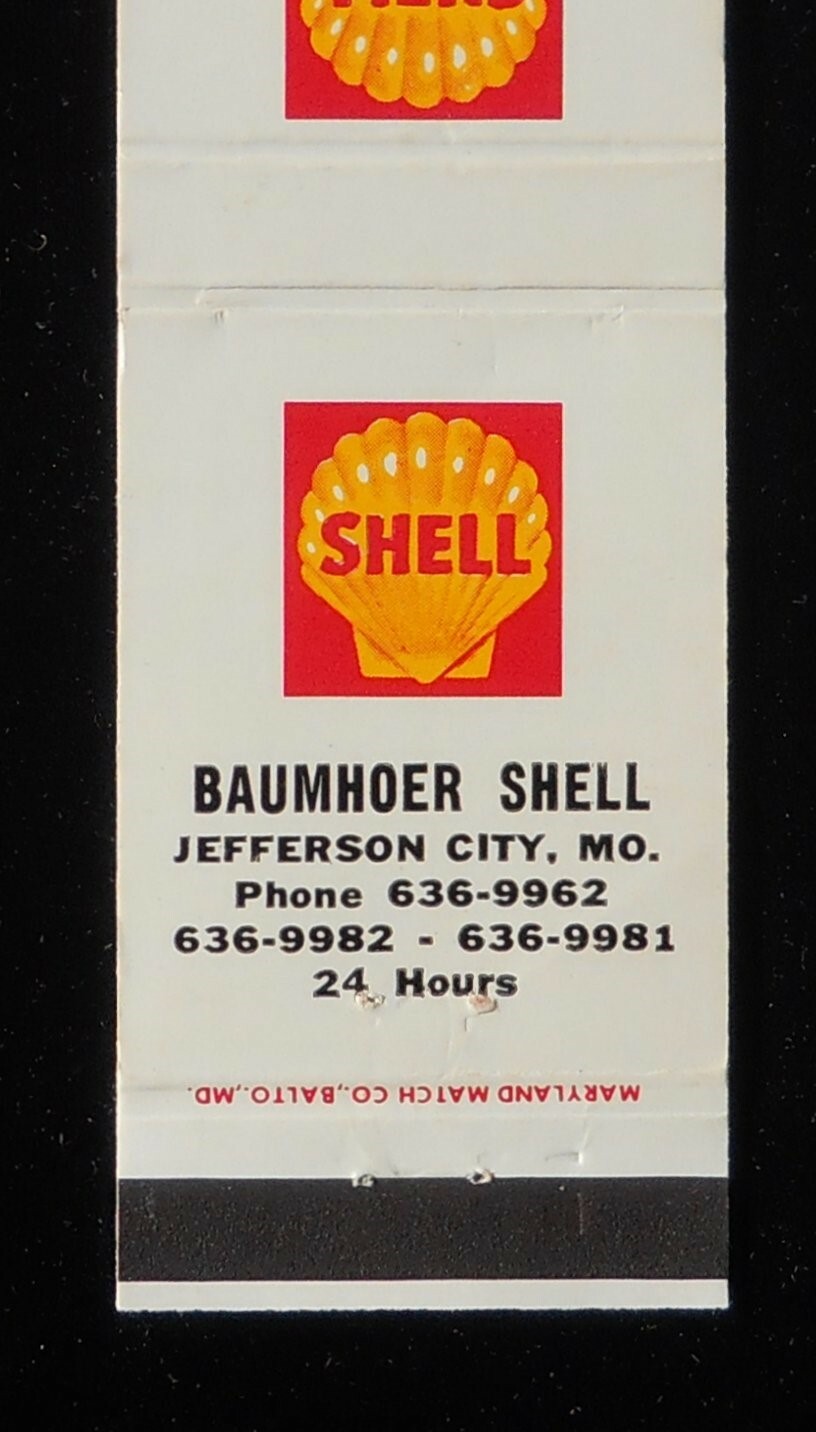 SHELL
BAUMHOER SHELL
JEFFERSON CITY, MO.
Phone 636-9962
636-9982 - 636-9981
24 Hours
MARYLAND MATCH CO., BALTO., MD.